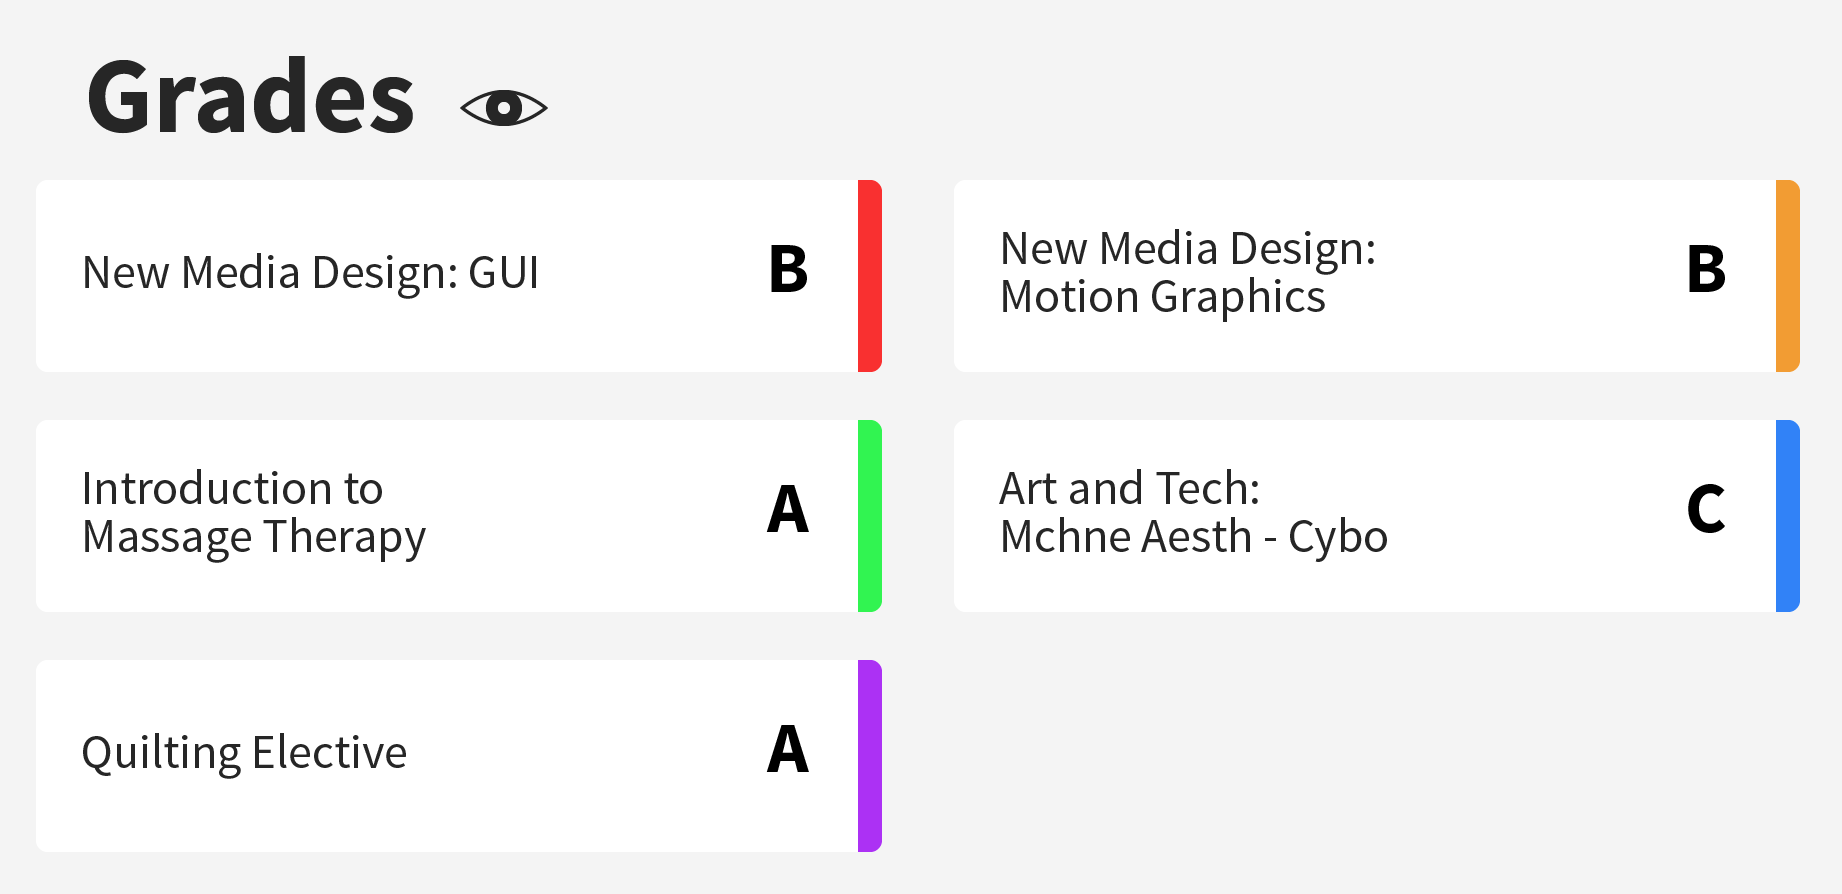 Grades
New Media Design: GUI
B
New Media Design:
Motion Graphics
B
Introduction to
Massage Therapy
A
Art and Tech:
Mchne Aesth - Cybo
C
Quilting Elective
A